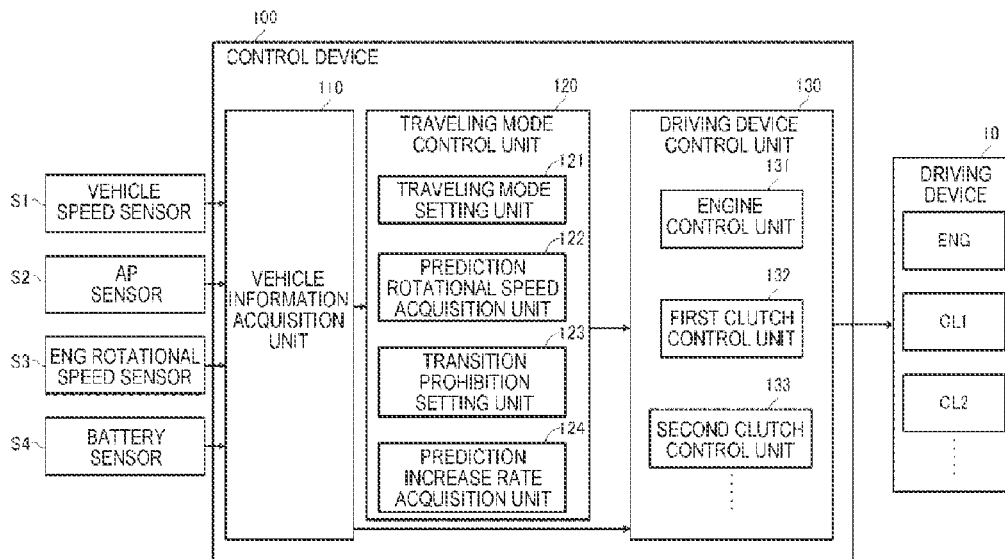 100
CONTROL DEVICE
110
VEHICLE
INFORMATION
ACQUISITION
UNIT
120
TRAVELING MODE
CONTROL UNIT
121
TRAVELING MODE
SETTING UNIT
122
PREDICTION
ROTATIONAL SPEED
ACQUISITION UNIT
123
TRANSITION
PROHIBITION
SETTING UNIT
124
PREDICTION
INCREASE RATE
ACQUISITION UNIT
130
DRIVING DEVICE
CONTROL UNIT
131
ENGINE
CONTROL UNIT
132
FIRST CLUTCH
CONTROL UNIT
133
SECOND CLUTCH
CONTROL UNIT
10
DRIVING
DEVICE
ENG
CL1
CL2
S1
VEHICLE
SPEED SENSOR
S2
AP
SENSOR
S3
ENG ROTATIONAL
SPEED SENSOR
S4
BATTERY
SENSOR